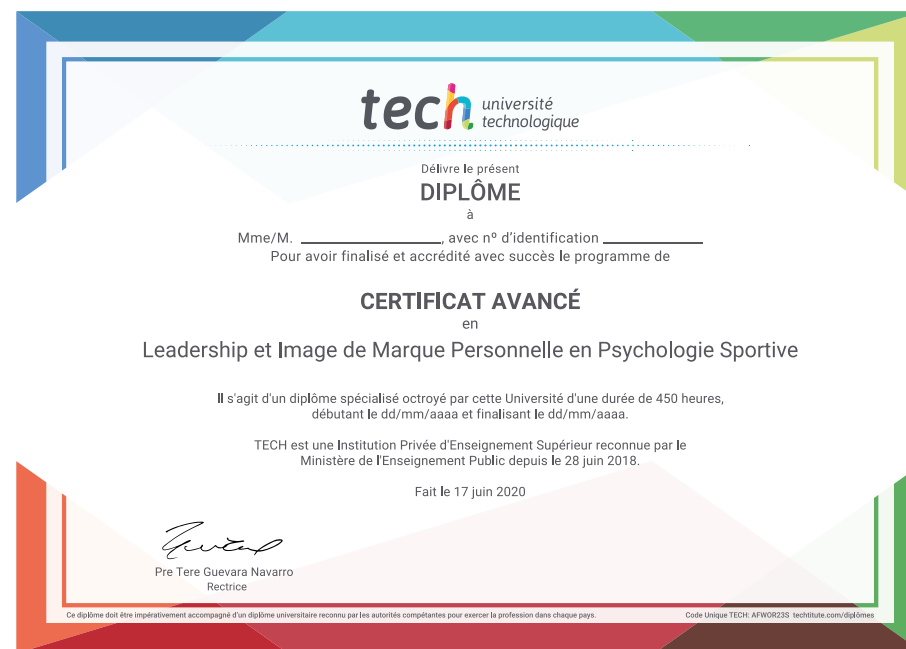 tech université
technologique
Délivre le présent
DIPLÔME
à
Mme/M. ____________________, avec nº d'identification ______________
Pour avoir finalisé et accrédité avec succès le programme de
CERTIFICAT AVANCÉ
en
Leadership et Image de Marque Personnelle en Psychologie Sportive
Il s'agit d'un diplôme spécialisé octroyé par cette Université d'une durée de 450 heures,
débutant le dd/mm/aaaa et finalisant le dd/mm/aaaa.
TECH est une Institution Privée d'Enseignement Supérieur reconnue par le
Ministère de l'Enseignement Public depuis le 28 juin 2018.
Fait le 17 juin 2020
Pre Tere Guevara Navarro
Rectrice
Ce diplôme doit être impérativement accompagné d'un diplôme universitaire reconnu par les autorités compétantes pour exercer la profession dans chaque pays.
Code Unique TECH: AFWOR23S techtitute.com/diplômes